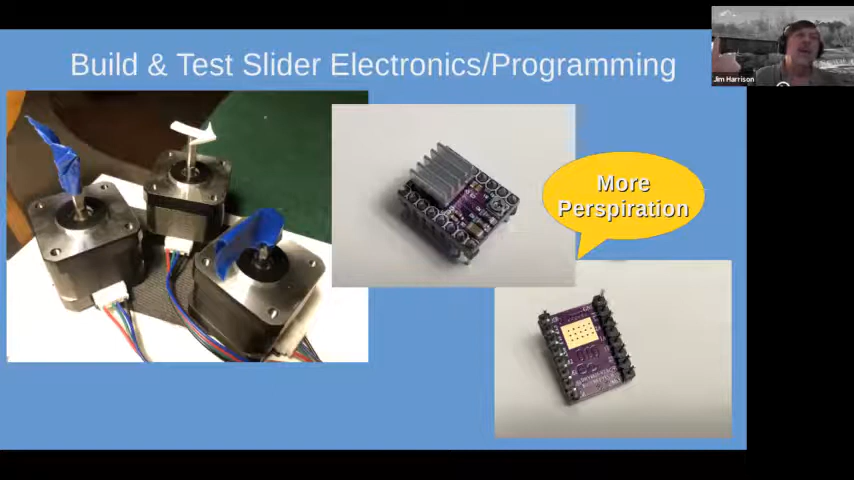 Build & Test Slider Electronics/Programming
More
Perspiration
Jim Harrison